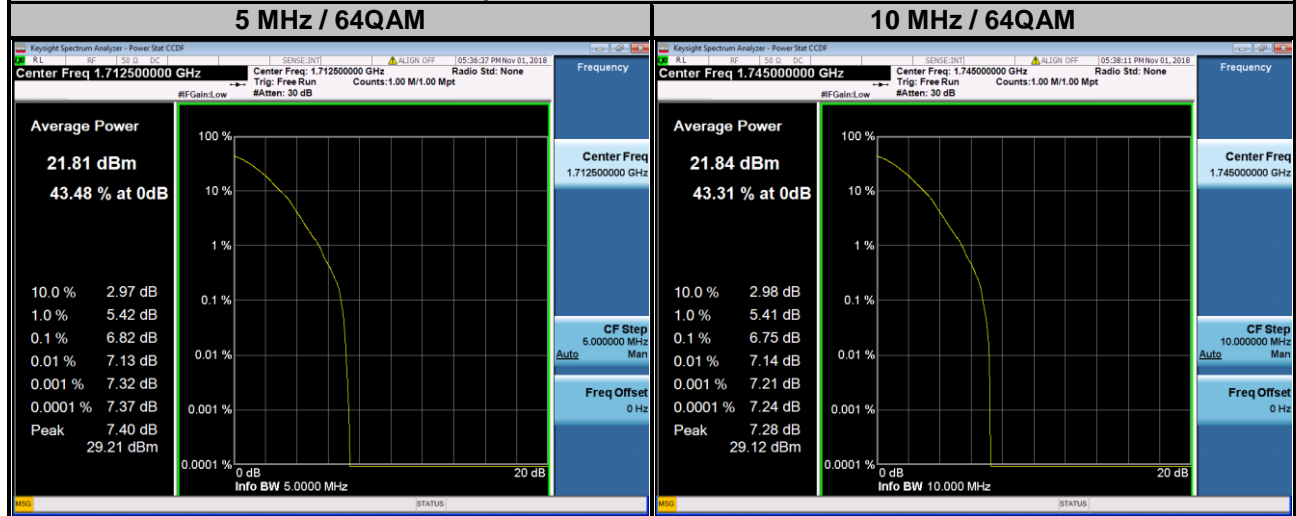 5 MHz / 64QAM
Keysight Spectrum Analyzer - Power Stat CCDF
RL RF 50 Ω DC SENSE:INT ALIGN OFF 05:36:37 PM Nov 01, 2018
Center Freq 1.712500000 GHz
Center Freq: 1.712500000 GHz Radio Std: None
Trig: Free Run Counts:1.00 M/1.00 Mpt
#IFGain:Low #Atten: 30 dB
Frequency
Average Power
21.81 dBm
43.48 % at 0dB
10.0 % 2.97 dB
1.0 % 5.42 dB
0.1 % 6.82 dB
0.01 % 7.13 dB
0.001 % 7.32 dB
0.0001 % 7.37 dB
Peak 7.40 dB
29.21 dBm
100 %
10 %
1 %
0.1 %
0.01 %
0.001 %
0.0001 %
0 dB 20 dB
Info BW 5.0000 MHz
Center Freq
1.712500000 GHz
CF Step
5.000000 MHz
Auto Man
Freq Offset
0 Hz
MSG STATUS
10 MHz / 64QAM
Keysight Spectrum Analyzer - Power Stat CCDF
RL RF 50 Ω DC SENSE:INT ALIGN OFF 05:38:11 PM Nov 01, 2018
Center Freq 1.745000000 GHz
Center Freq: 1.745000000 GHz Radio Std: None
Trig: Free Run Counts:1.00 M/1.00 Mpt
#IFGain:Low #Atten: 30 dB
Frequency
Average Power
21.84 dBm
43.31 % at 0dB
10.0 % 2.98 dB
1.0 % 5.41 dB
0.1 % 6.75 dB
0.01 % 7.14 dB
0.001 % 7.21 dB
0.0001 % 7.24 dB
Peak 7.28 dB
29.12 dBm
100 %
10 %
1 %
0.1 %
0.01 %
0.001 %
0.0001 %
0 dB 20 dB
Info BW 10.000 MHz
Center Freq
1.745000000 GHz
CF Step
10.000000 MHz
Auto Man
Freq Offset
0 Hz
MSG STATUS